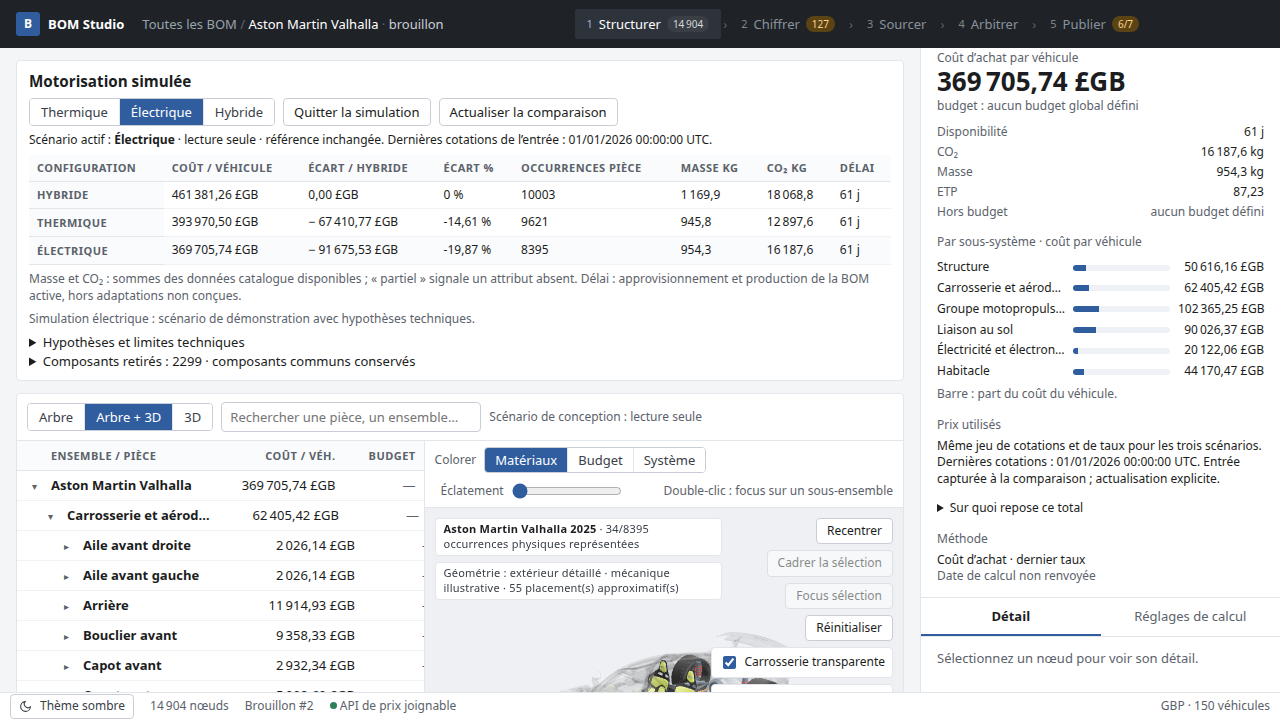 B BOM Studio Toutes les BOM / Aston Martin Valhalla · brouillon 1 Structurer 14 904 › 2 Chiffrer 127 › 3 Sourcer › 4 Arbitrer › 5 Publier 6/7
Motorisation simulée
Thermique Électrique Hybride Quitter la simulation Actualiser la comparaison
Scénario actif : Électrique · lecture seule · référence inchangée. Dernières cotations de l’entrée : 01/01/2026 00:00:00 UTC.
CONFIGURATION COÛT / VÉHICULE ÉCART / HYBRIDE ÉCART % OCCURRENCES PIÈCE MASSE KG CO₂ KG DÉLAI
HYBRIDE 461 381,26 £GB 0,00 £GB 0 % 10003 1 169,9 18 068,8 61 j
THERMIQUE 393 970,50 £GB − 67 410,77 £GB -14,61 % 9621 945,8 12 897,6 61 j
ÉLECTRIQUE 369 705,74 £GB − 91 675,53 £GB -19,87 % 8395 954,3 16 187,6 61 j
Masse et CO₂ : sommes des données catalogue disponibles ; « partiel » signale un attribut absent. Délai : approvisionnement et production de la BOM
active, hors adaptations non conçues.
Simulation électrique : scénario de démonstration avec hypothèses techniques.
Hypothèses et limites techniques
Composants retirés : 2299 · composants communs conservés
Arbre Arbre + 3D 3D Rechercher une pièce, un ensemble... Scénario de conception : lecture seule
ENSEMBLE / PIÈCE COÛT / VÉH. BUDGET
Aston Martin Valhalla 369 705,74 £GB —
Carrosserie et aérod... 62 405,42 £GB —
Aile avant droite 2 026,14 £GB
Aile avant gauche 2 026,14 £GB
Arrière 11 914,93 £GB
Bouclier avant 9 358,33 £GB
Capot avant 2 932,34 £GB
Colorer Matériaux Budget Système
Éclatement Double-clic : focus sur un sous-ensemble
Aston Martin Valhalla 2025 · 34/8395
occurrences physiques représentées
Géométrie : extérieur détaillé · mécanique
illustrative · 55 placement(s) approximatif(s)
Recentrer
Cadrer la sélection
Focus sélection
Réinitialiser
Carrosserie transparente
Coût d’achat par véhicule
369 705,74 £GB
budget : aucun budget global défini
Disponibilité 61 j
CO₂ 16 187,6 kg
Masse 954,3 kg
ETP 87,23
Hors budget aucun budget défini
Par sous-système · coût par véhicule
Structure 50 616,16 £GB
Carrosserie et aérod... 62 405,42 £GB
Groupe motopropuls... 102 365,25 £GB
Liaison au sol 90 026,37 £GB
Électricité et électron... 20 122,06 £GB
Habitacle 44 170,47 £GB
Barre : part du coût du véhicule.
Prix utilisés
Même jeu de cotations et de taux pour les trois scénarios.
Dernières cotations : 01/01/2026 00:00:00 UTC. Entrée
capturée à la comparaison ; actualisation explicite.
Sur quoi repose ce total
Méthode
Coût d’achat · dernier taux
Date de calcul non renvoyée
Détail Réglages de calcul
Sélectionnez un nœud pour voir son détail.
Thème sombre 14 904 nœuds Brouillon #2 API de prix joignable GBP · 150 véhicules